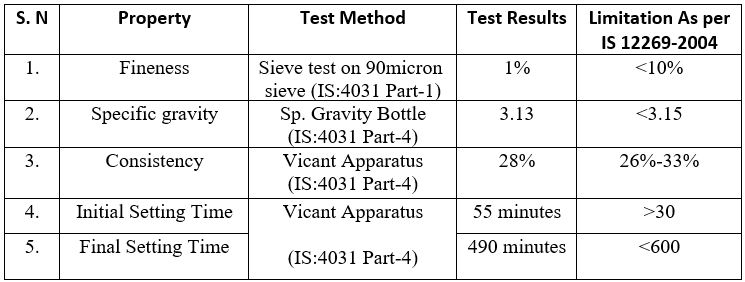 S. N Property Test Method Test Results Limitation As per
IS 12269-2004
1. Fineness Sieve test on 90micron 1% <10%
sieve (IS:4031 Part-1)
2. Specific gravity Sp. Gravity Bottle 3.13 <3.15
(IS:4031 Part-4)
3. Consistency Vicant Apparatus 28% 26%-33%
(IS:4031 Part-4)
4. Initial Setting Time Vicant Apparatus 55 minutes >30
5. Final Setting Time 490 minutes <600
(IS:4031 Part-4)